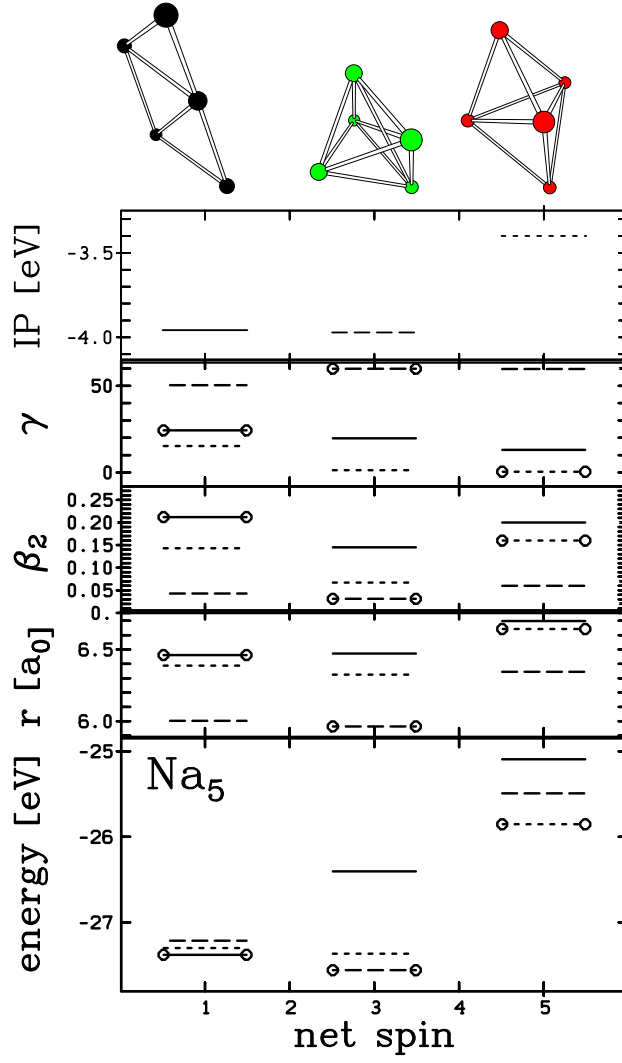 IP [eV]
-3.5
-4.0
γ
50
0
β₂
0.25
0.20
0.15
0.10
0.05
0.
r [a₀]
6.5
6.0
energy [eV]
-25
-26
-27
Na₅
1 2 3 4 5
net spin